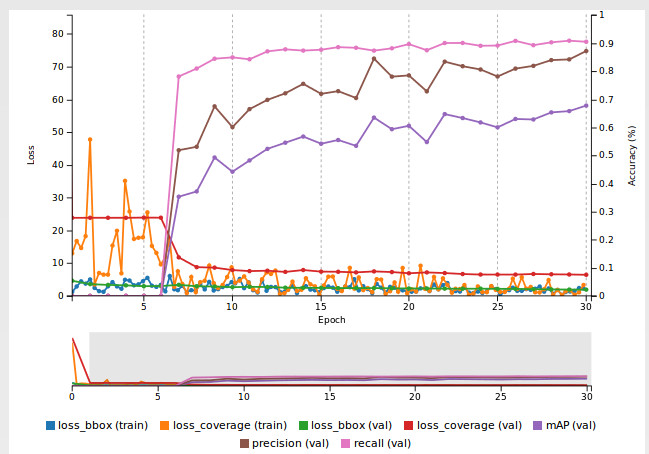 1
80
0.9
70
0.8
60
0.7
50
0.6
Loss
Accuracy (%)
40
0.5
0.4
30
0.3
20
0.2
10
0.1
0
0
0 5 10 15 20 25 30
Epoch
0 5 10 15 20 25 30
loss_bbox (train) loss_coverage (train) loss_bbox (val) loss_coverage (val) mAP (val)
precision (val) recall (val)